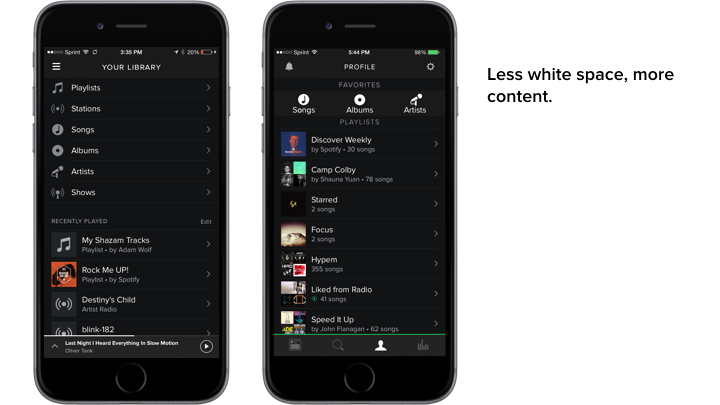 ●●○○○ Sprint 3:35 PM 20%
YOUR LIBRARY
Playlists
Stations
Songs
Albums
Artists
Shows
RECENTLY PLAYED Edit
My Shazam Tracks
Playlist • by Adam Wolf
Rock Me UP!
Playlist • by Spotify
Destiny's Child
Artist Radio
blink-182
Last Night I Heard Everything In Slow Motion
Oliver Tank
●●○○○ Sprint 5:44 PM 98%
PROFILE
FAVORITES
Songs Albums Artists
PLAYLISTS
Discover Weekly
by Spotify • 30 songs
Camp Colby
by Shauna Yuan • 78 songs
Starred
2 songs
Focus
2 songs
Hypem
355 songs
Liked from Radio
41 songs
Speed It Up
by John Flanagan • 62 songs
Less white space, more
content.